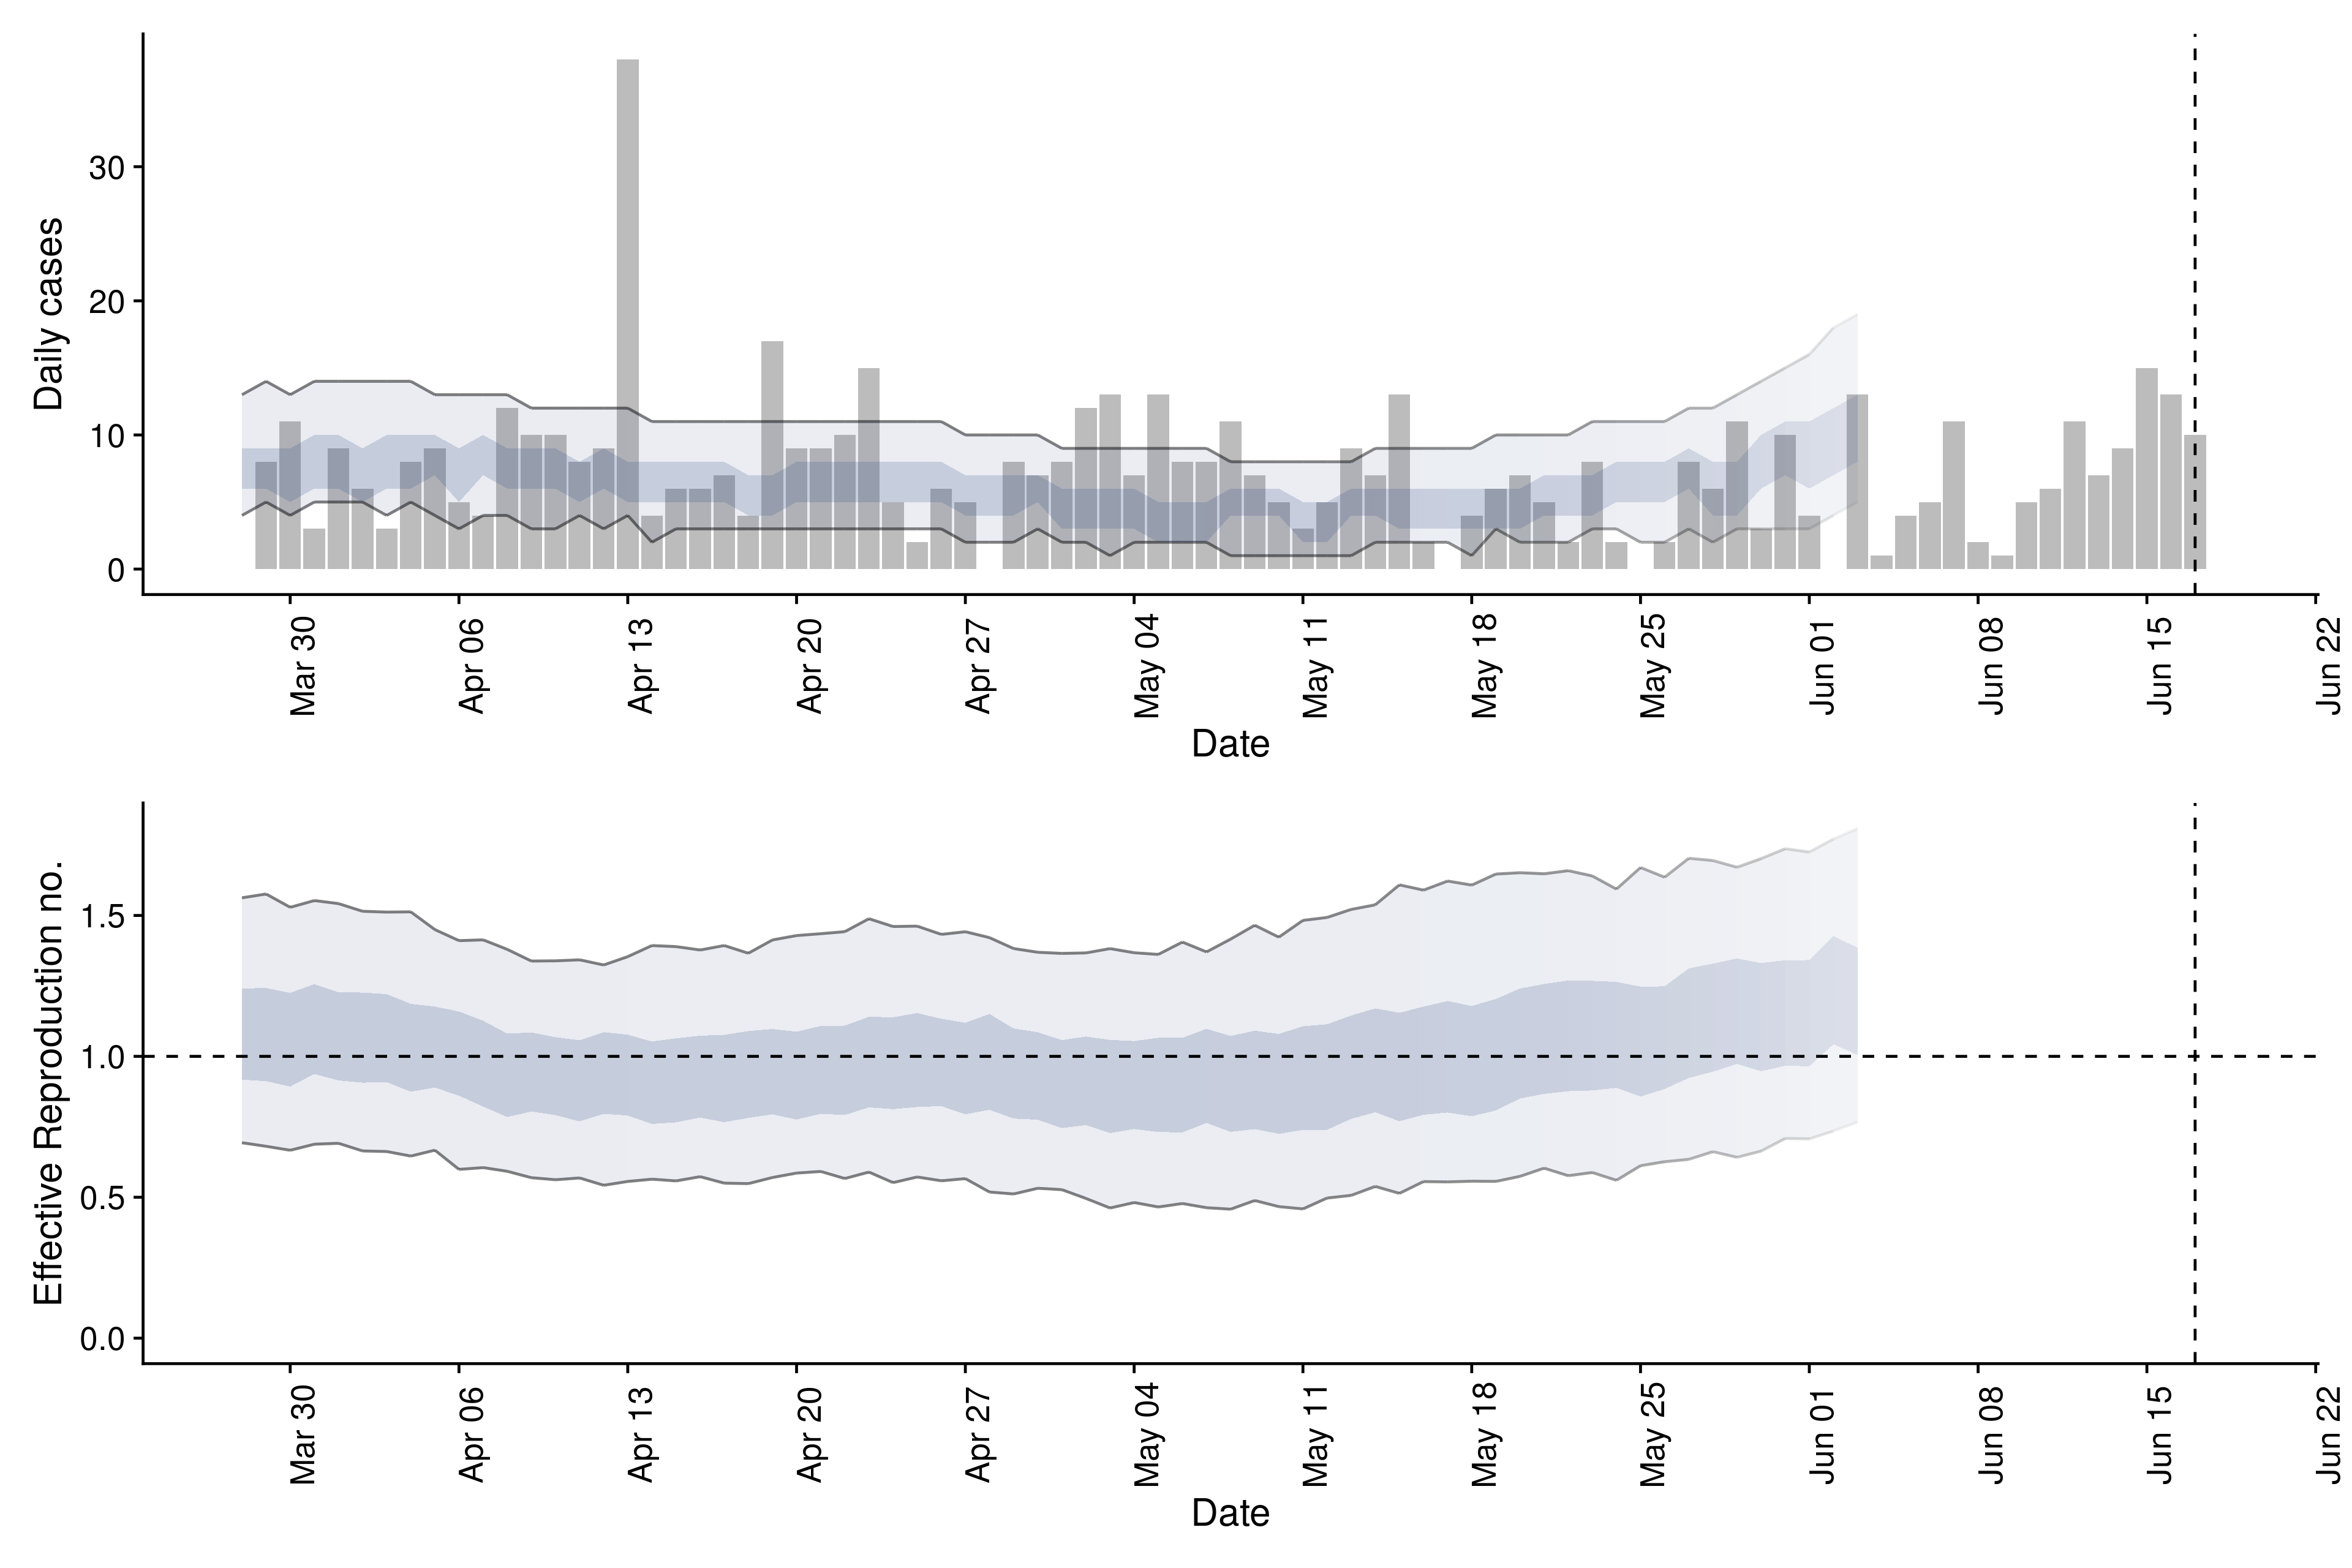 Daily cases
30
20
10
0
Mar 30
Apr 06
Apr 13
Apr 20
Apr 27
May 04
May 11
May 18
May 25
Jun 01
Jun 08
Jun 15
Jun 22
Date
Effective Reproduction no.
1.5
1.0
0.5
0.0
Mar 30
Apr 06
Apr 13
Apr 20
Apr 27
May 04
May 11
May 18
May 25
Jun 01
Jun 08
Jun 15
Jun 22
Date